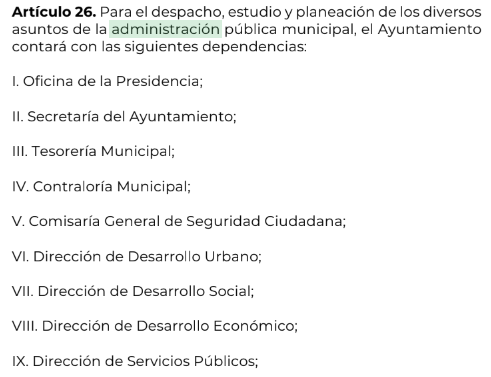 Artículo 26. Para el despacho, estudio y planeación de los diversos
asuntos de la administración pública municipal, el Ayuntamiento
contará con las siguientes dependencias:
I. Oficina de la Presidencia;
II. Secretaría del Ayuntamiento;
III. Tesorería Municipal;
IV. Contraloría Municipal;
V. Comisaría General de Seguridad Ciudadana;
VI. Dirección de Desarrollo Urbano;
VII. Dirección de Desarrollo Social;
VIII. Dirección de Desarrollo Económico;
IX. Dirección de Servicios Públicos;